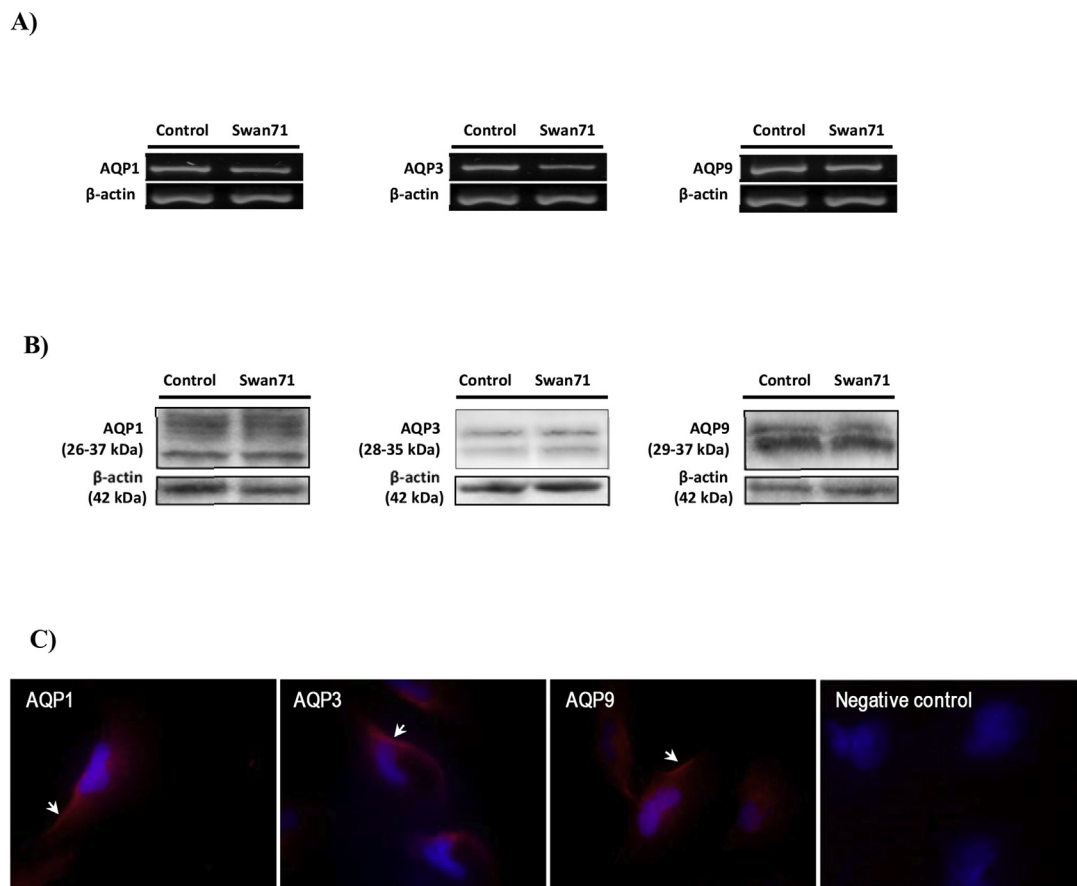 A)
Control Swan71
AQP1
β-actin
Control Swan71
AQP3
β-actin
Control Swan71
AQP9
β-actin
B)
Control Swan71
AQP1
(26-37 kDa)
β-actin
(42 kDa)
Control Swan71
AQP3
(28-35 kDa)
β-actin
(42 kDa)
Control Swan71
AQP9
(29-37 kDa)
β-actin
(42 kDa)
C)
AQP1
AQP3
AQP9
Negative control